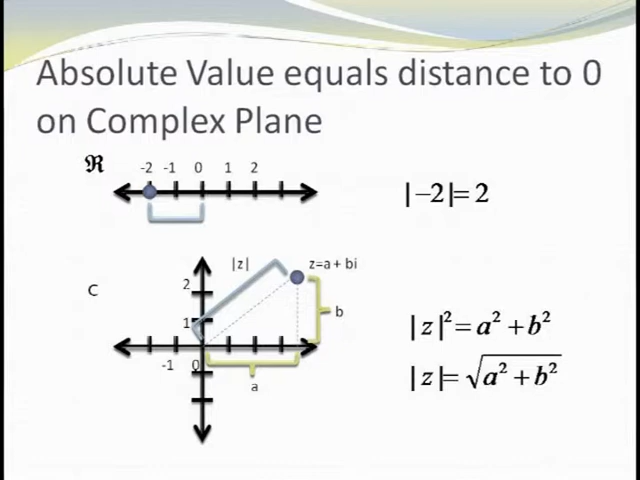 Absolute Value equals distance to 0
on Complex Plane
ℜ
-2 -1 0 1 2
|−2|= 2
|z| z=a + bi
C
2
b
1
|z|²= a² + b²
-1 0
a
|z|= √a² + b²